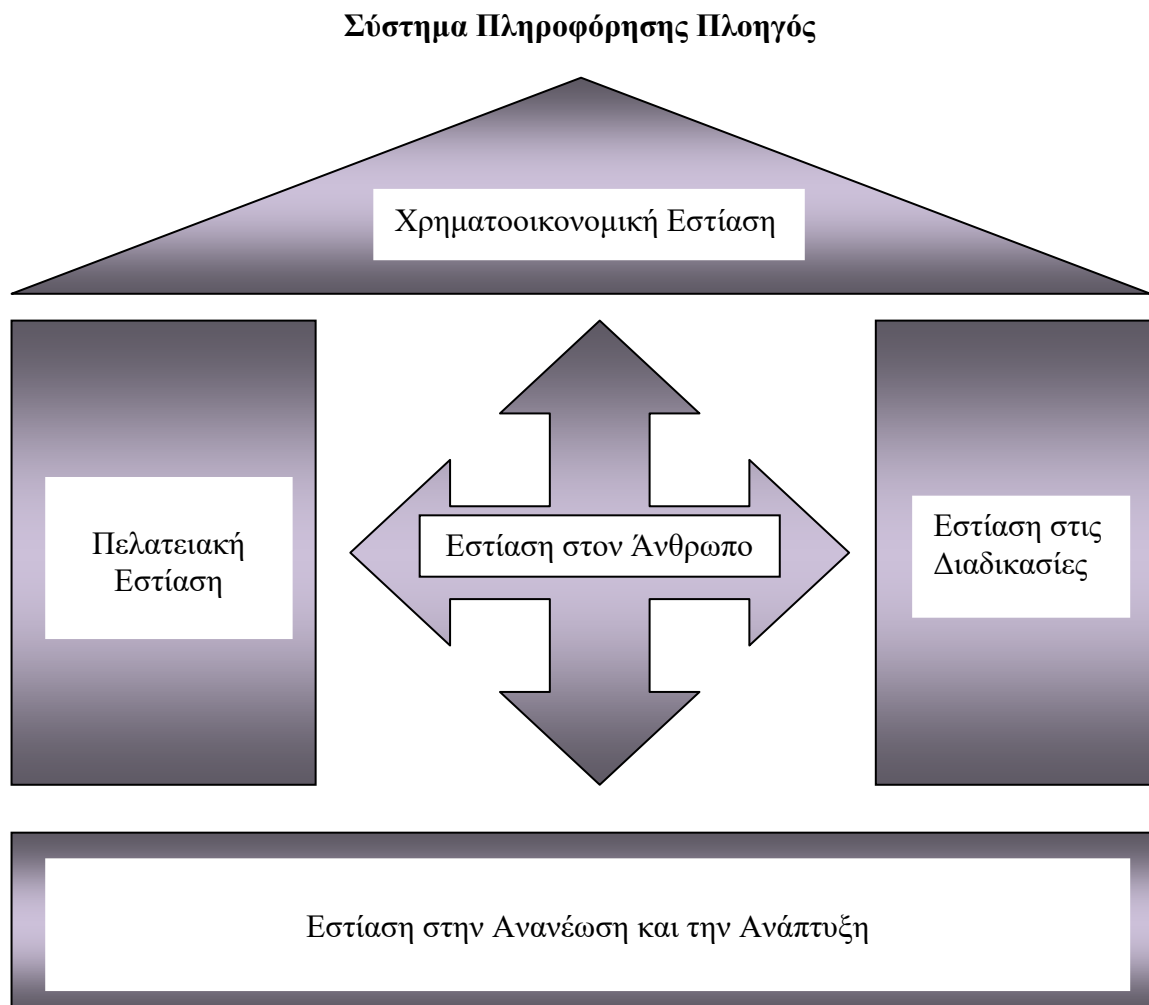 Σύστημα Πληροφόρησης Πλοηγός
Χρηματοοικονομική Εστίαση
Πελατειακή
Εστίαση
Εστίαση στον Άνθρωπο
Εστίαση στις
Διαδικασίες
Εστίαση στην Ανανέωση και την Ανάπτυξη